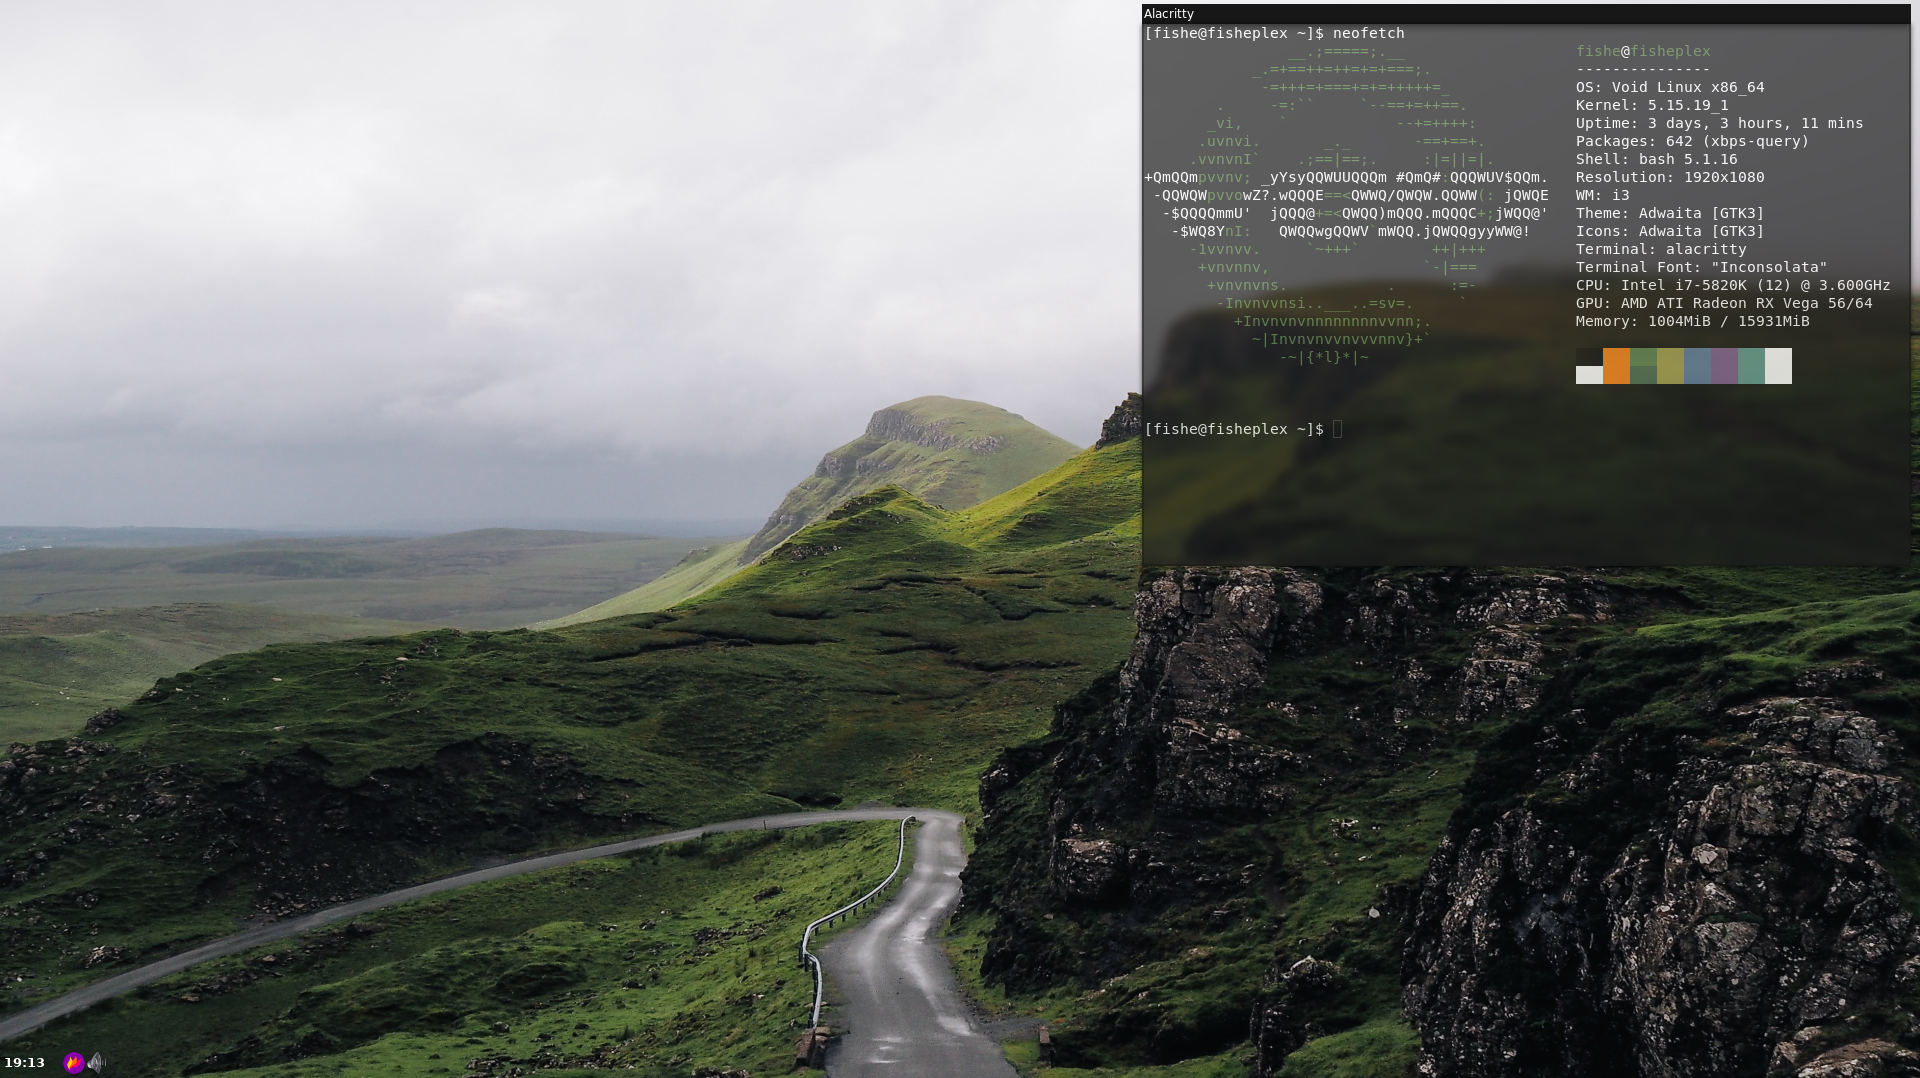 Alacritty
[fishe@fisheplex ~]$ neofetch
fishe@fisheplex
---------------
OS: Void Linux x86_64
Kernel: 5.15.19_1
Uptime: 3 days, 3 hours, 11 mins
Packages: 642 (xbps-query)
Shell: bash 5.1.16
Resolution: 1920x1080
WM: i3
Theme: Adwaita [GTK3]
Icons: Adwaita [GTK3]
Terminal: alacritty
Terminal Font: "Inconsolata"
CPU: Intel i7-5820K (12) @ 3.600GHz
GPU: AMD ATI Radeon RX Vega 56/64
Memory: 1004MiB / 15931MiB
[fishe@fisheplex ~]$
19:13